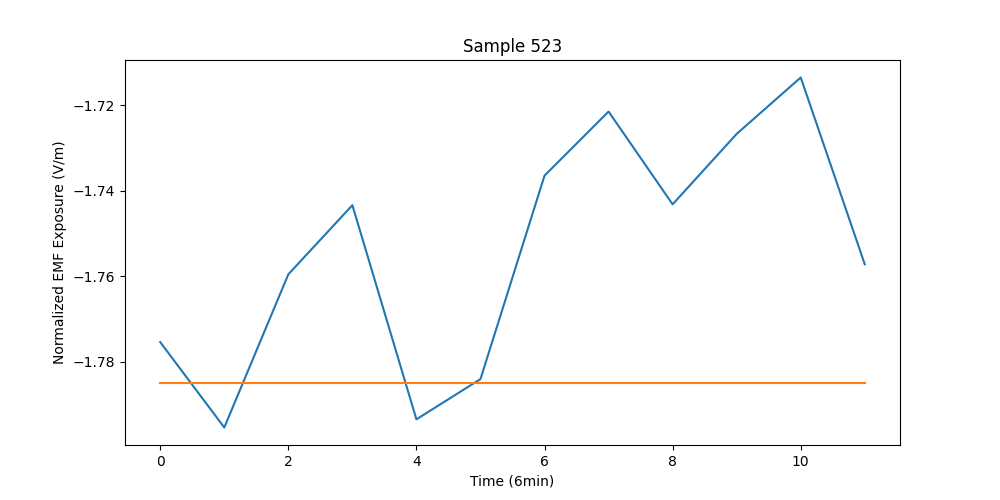 Sample 523
Normalized EMF Exposure (V/m)
−1.72
−1.74
−1.76
−1.78
0 2 4 6 8 10
Time (6min)